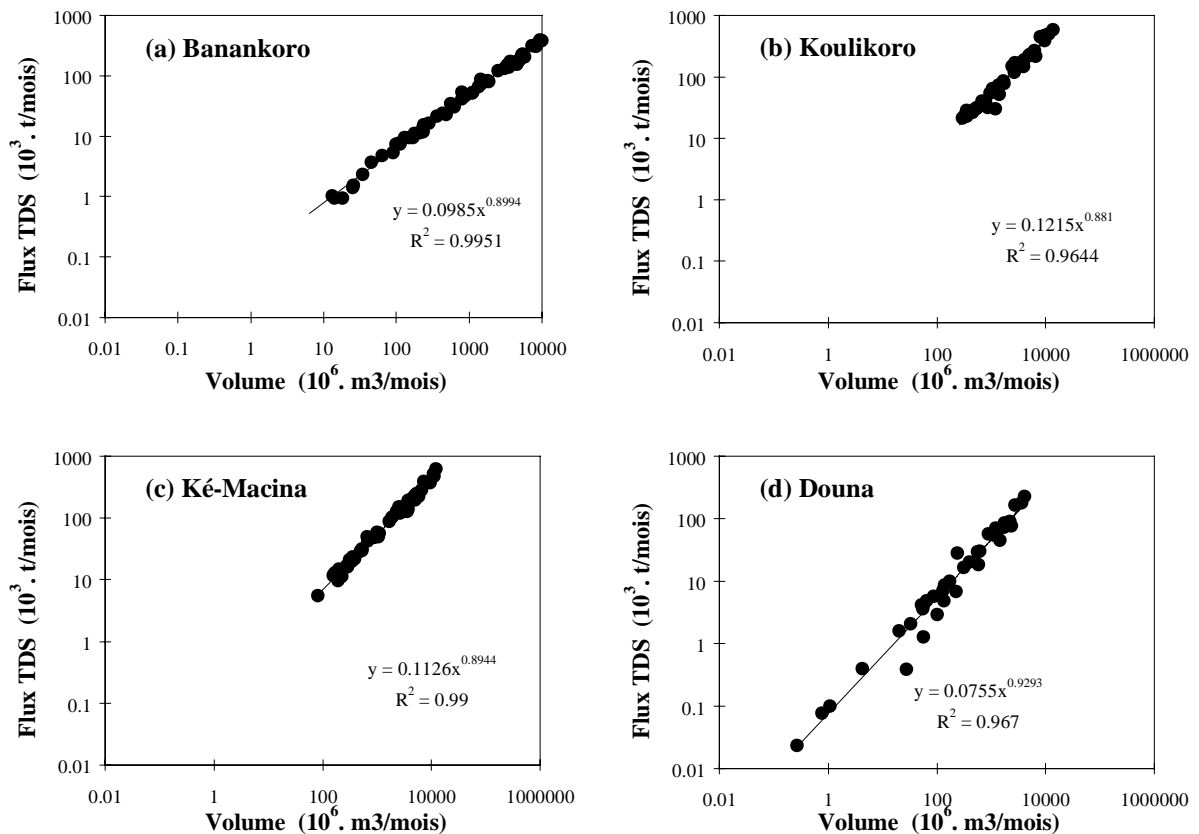 (a) Banankoro
Flux TDS (10³. t/mois)
1000
100
10
1
0.1
0.01
y = 0.0985x^0.8994
R² = 0.9951
0.01 0.1 1 10 100 1000 10000
Volume (10⁶. m3/mois)
(b) Koulikoro
Flux TDS (10³. t/mois)
1000
100
10
1
0.1
0.01
y = 0.1215x^0.881
R² = 0.9644
0.01 1 100 10000 1000000
Volume (10⁶. m3/mois)
(c) Ké-Macina
Flux TDS (10³. t/mois)
1000
100
10
1
0.1
0.01
y = 0.1126x^0.8944
R² = 0.99
0.01 1 100 10000 1000000
Volume (10⁶. m3/mois)
(d) Douna
Flux TDS (10³. t/mois)
1000
100
10
1
0.1
0.01
y = 0.0755x^0.9293
R² = 0.967
0.01 1 100 10000 1000000
Volume (10⁶. m3/mois)